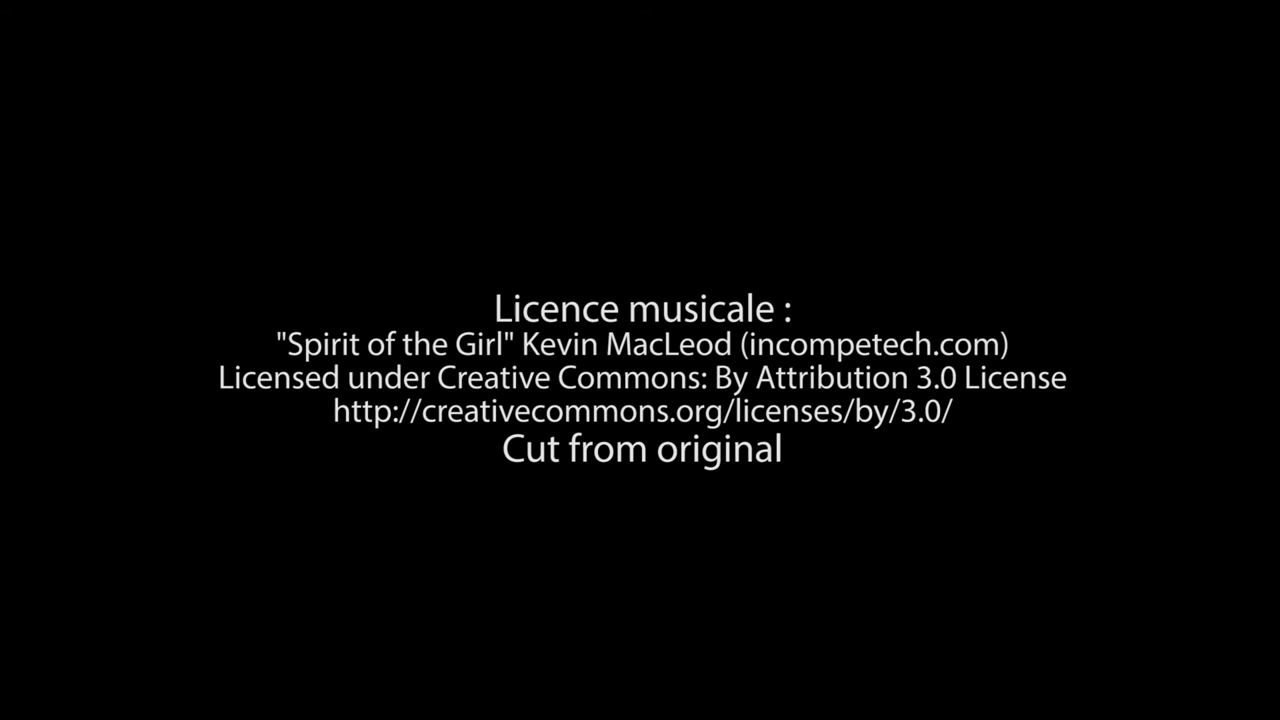 Licence musicale :
"Spirit of the Girl" Kevin MacLeod (incompetech.com)
Licensed under Creative Commons: By Attribution 3.0 License
http://creativecommons.org/licenses/by/3.0/
Cut from original